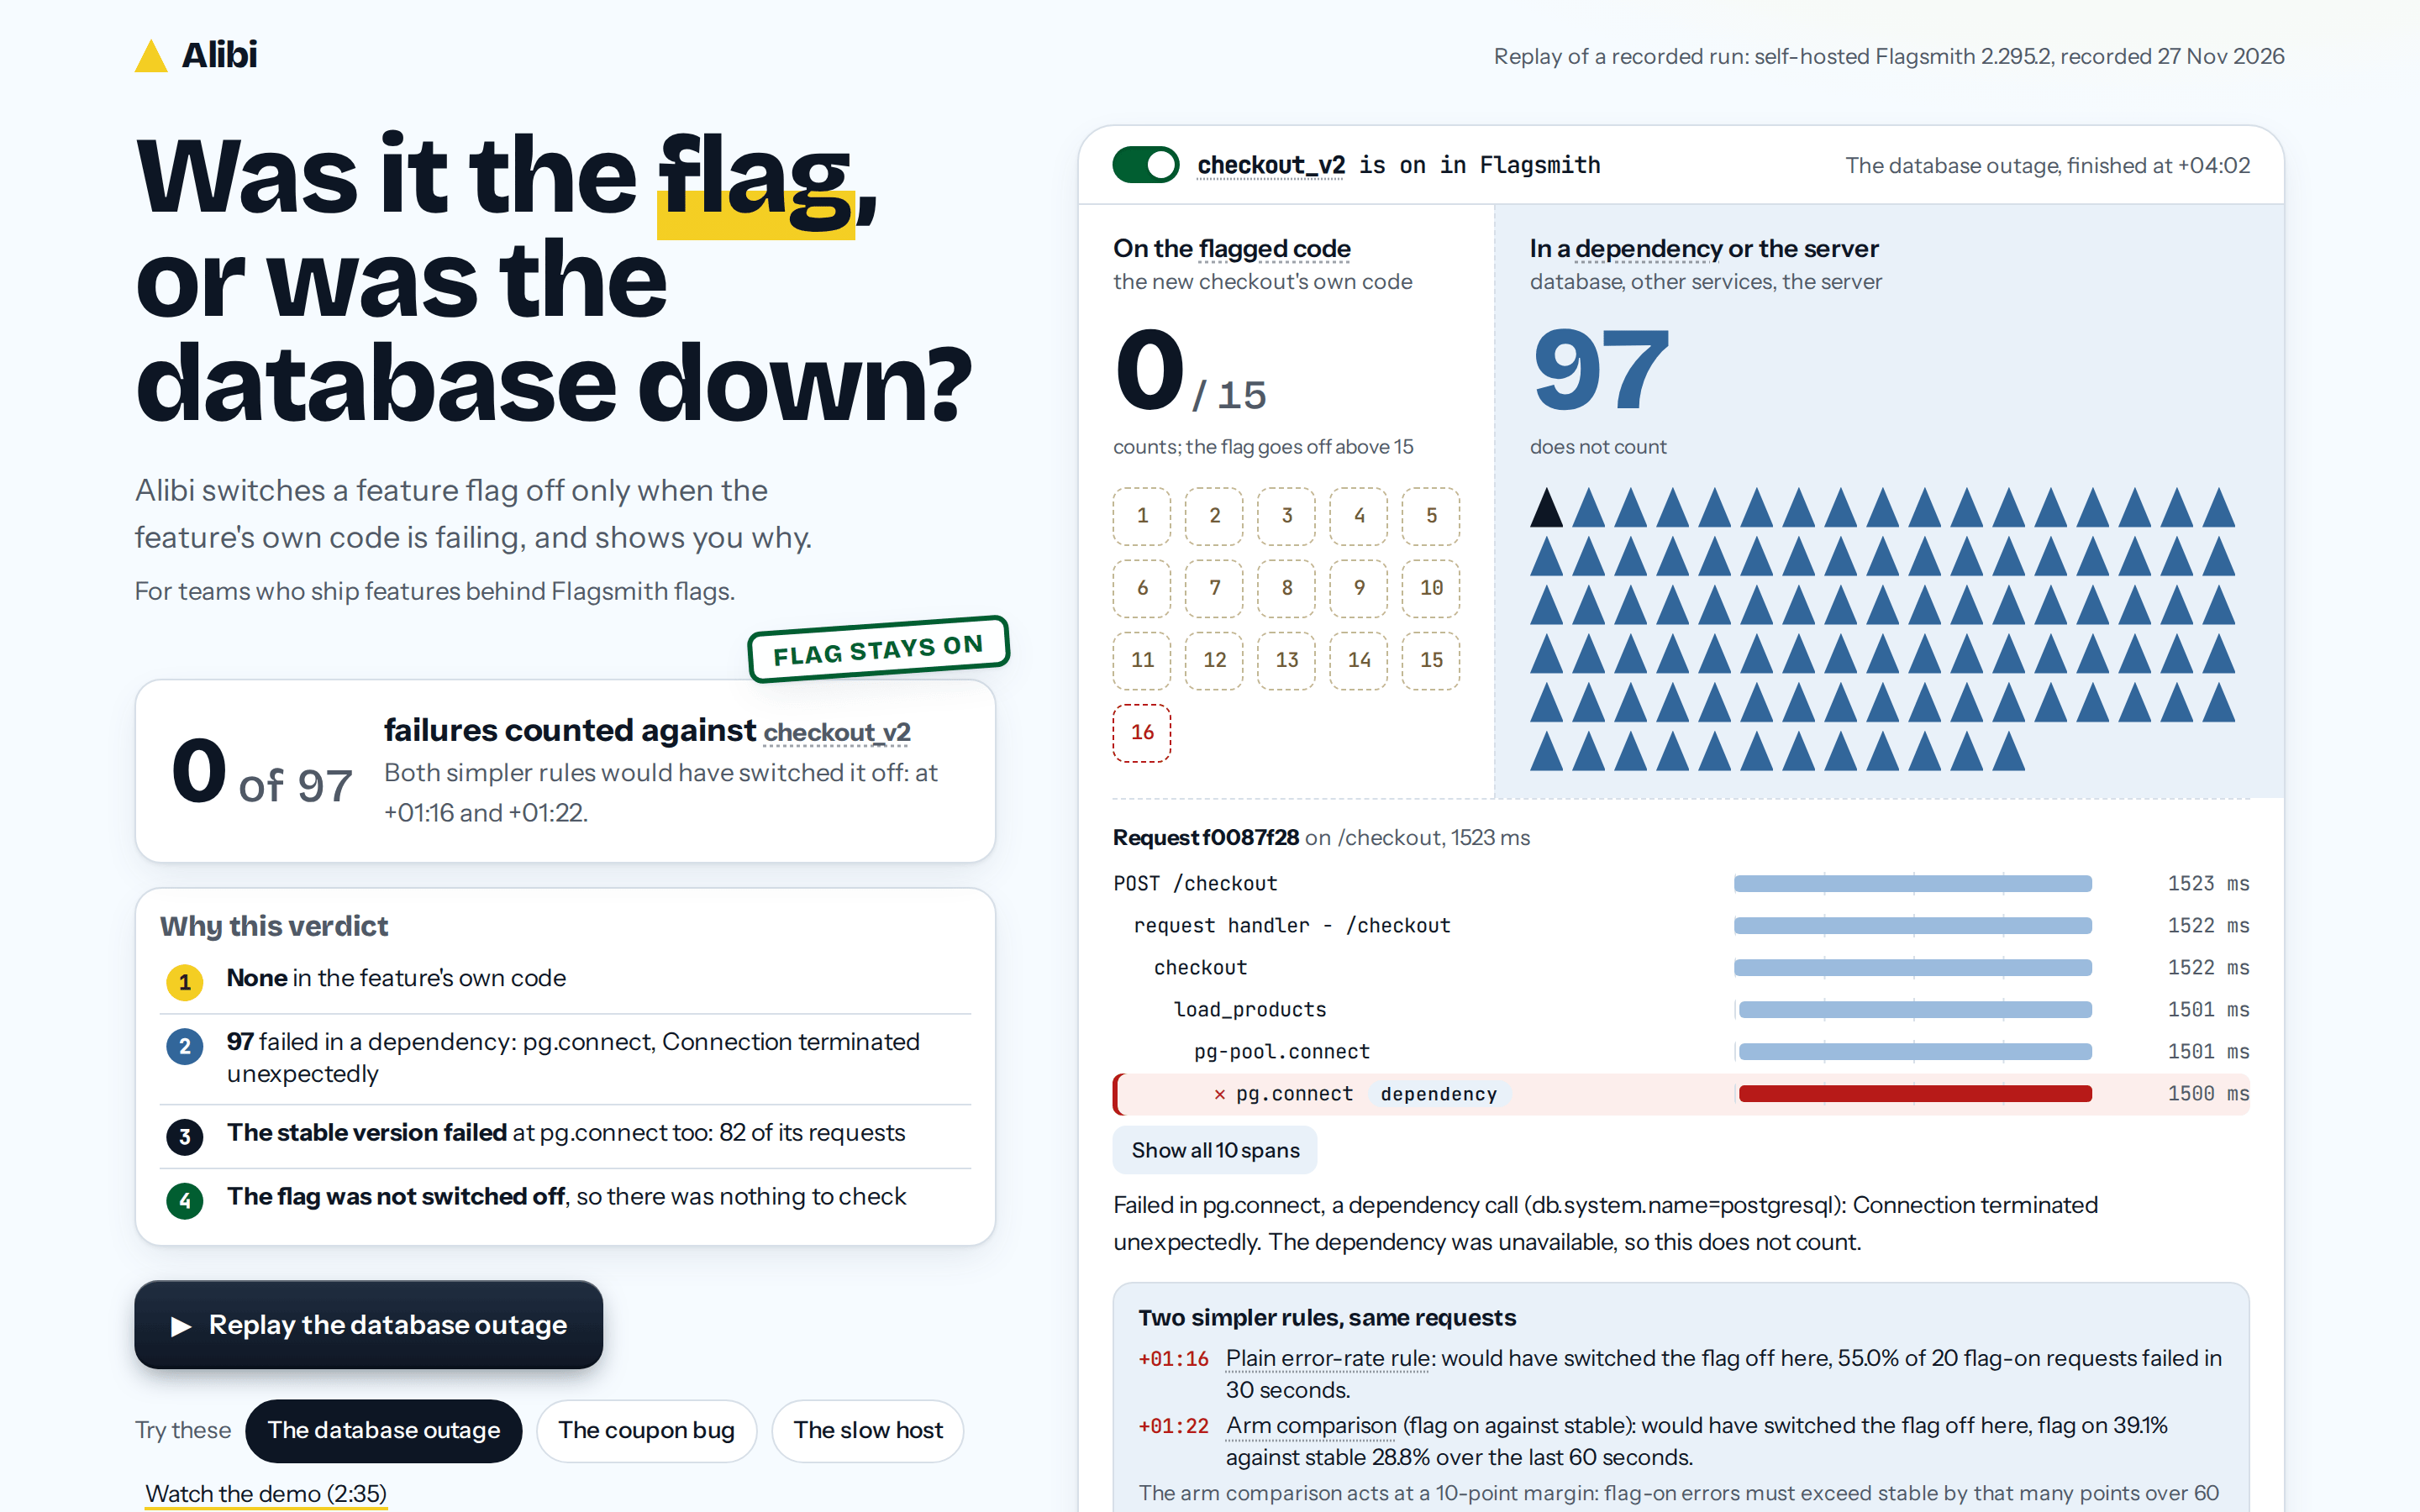 Alibi
Replay of a recorded run: self-hosted Flagsmith 2.295.2, recorded 27 Nov 2026
Was it the flag,
or was the
database down?
Alibi switches a feature flag off only when the
feature's own code is failing, and shows you why.
For teams who ship features behind Flagsmith flags.
FLAG STAYS ON
0 of 97
failures counted against checkout_v2
Both simpler rules would have switched it off: at
+01:16 and +01:22.
Why this verdict
1 None in the feature's own code
2 97 failed in a dependency: pg.connect, Connection terminated
unexpectedly
3 The stable version failed at pg.connect too: 82 of its requests
4 The flag was not switched off, so there was nothing to check
▶ Replay the database outage
Try these The database outage The coupon bug The slow host
Watch the demo (2:35)
checkout_v2 is on in Flagsmith
The database outage, finished at +04:02
On the flagged code
the new checkout's own code
0 / 15
counts; the flag goes off above 15
1 2 3 4 5
6 7 8 9 10
11 12 13 14 15
16
In a dependency or the server
database, other services, the server
97
does not count
Request f0087f28 on /checkout, 1523 ms
POST /checkout 1523 ms
request handler - /checkout 1522 ms
checkout 1522 ms
load_products 1501 ms
pg-pool.connect 1501 ms
× pg.connect dependency 1500 ms
Show all 10 spans
Failed in pg.connect, a dependency call (db.system.name=postgresql): Connection terminated
unexpectedly. The dependency was unavailable, so this does not count.
Two simpler rules, same requests
+01:16 Plain error-rate rule: would have switched the flag off here, 55.0% of 20 flag-on requests failed in
30 seconds.
+01:22 Arm comparison (flag on against stable): would have switched the flag off here, flag on 39.1%
against stable 28.8% over the last 60 seconds.
The arm comparison acts at a 10-point margin: flag-on errors must exceed stable by that many points over 60